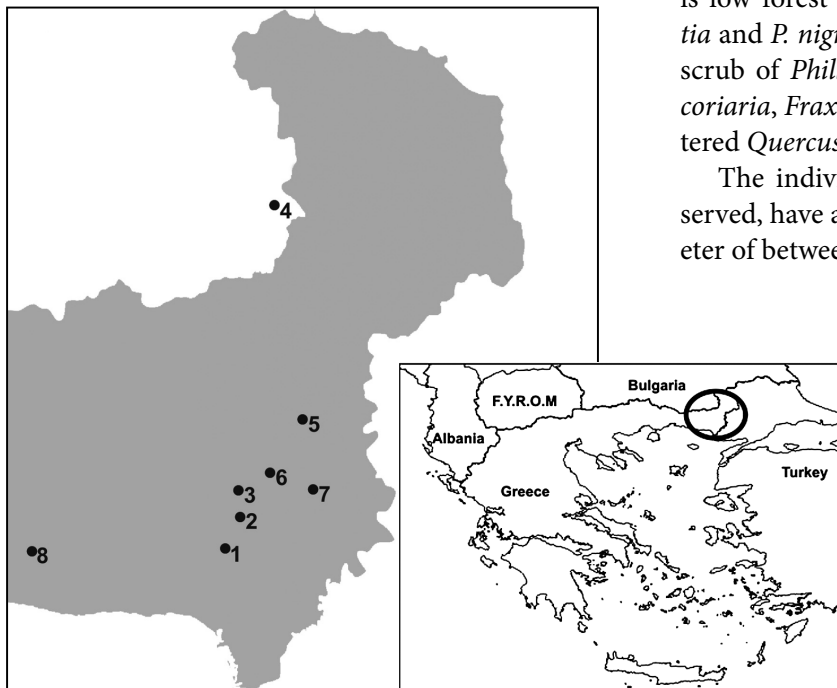 is low forest
tia and P. nigr
scrub of Phil
coriaria, Frax
tered Quercus
The indiv
served, have a
eter of betwee
4
5
6
3
7
2
1
8
Bulgaria
F.Y.R.O.M
Albania
Turkey
Greece